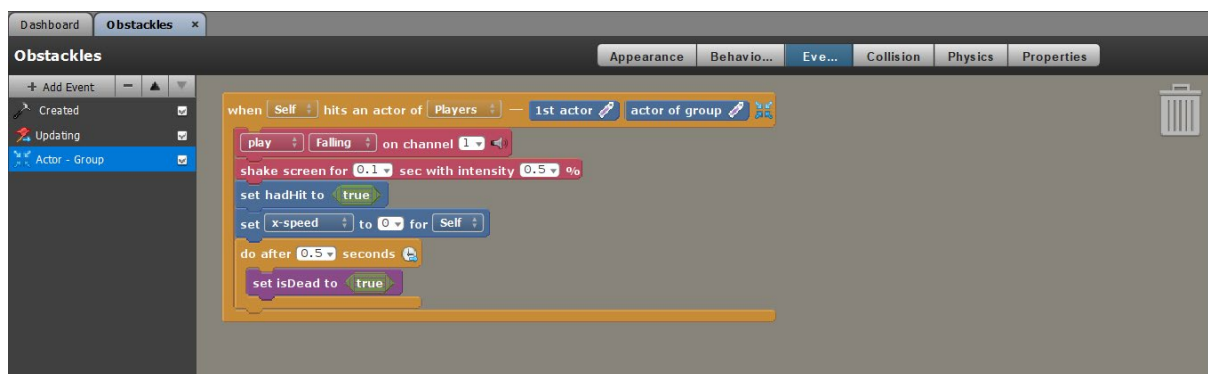 Dashboard Obstackles ×
Obstackles Appearance Behavio... Eve... Collision Physics Properties
+ Add Event
Created
Updating
Actor - Group
when Self hits an actor of Players — 1st actor actor of group
play Falling on channel 1
shake screen for 0.1 sec with intensity 0.5 %
set hadHit to true
set x-speed to 0 for Self
do after 0.5 seconds
set isDead to true